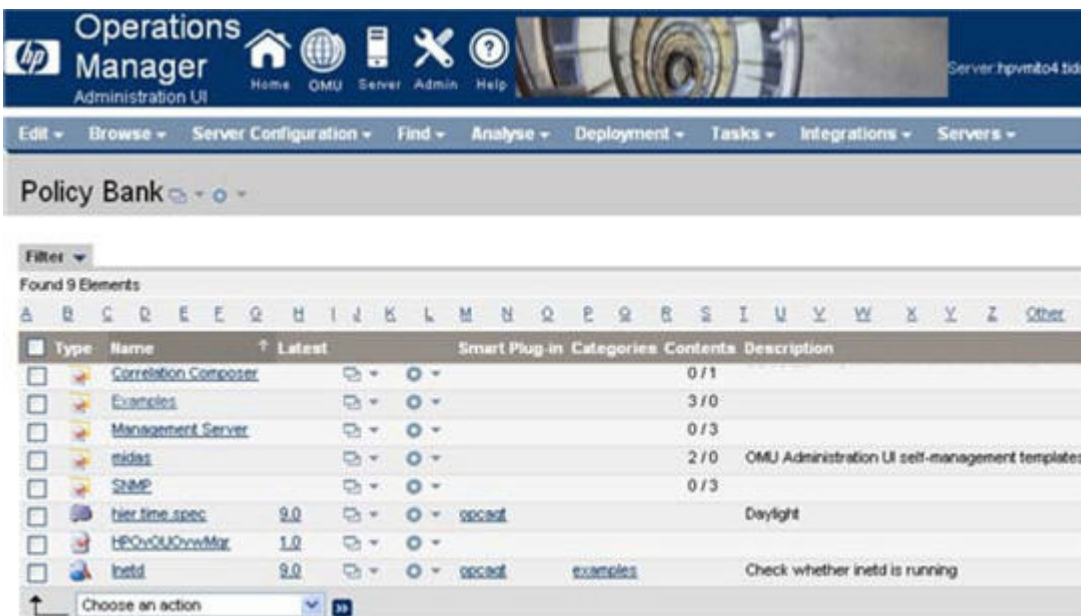 hp
Operations
Manager
Administration UI
Home OMU Server Admin Help
Server:hpvmito4.tids
Edit Browse Server Configuration Find Analyse Deployment Tasks Integrations Servers
Policy Bank
Filter
Found 9 Elements
A B C D E F G H I J K L M N O P Q R S T U V W X Y Z Other
Type Name Latest Smart Plug-in Categories Contents Description
Correlation Composer 0 / 1
Examples 3 / 0
Management Server 0 / 3
midas 2 / 0 OMU Administration UI self-management templates
SNMP 0 / 3
hier.time.spec 9.0 opcagt Daylight
HPOvOUOvwMgr 1.0
Inetd 9.0 opcagt examples Check whether inetd is running
Choose an action